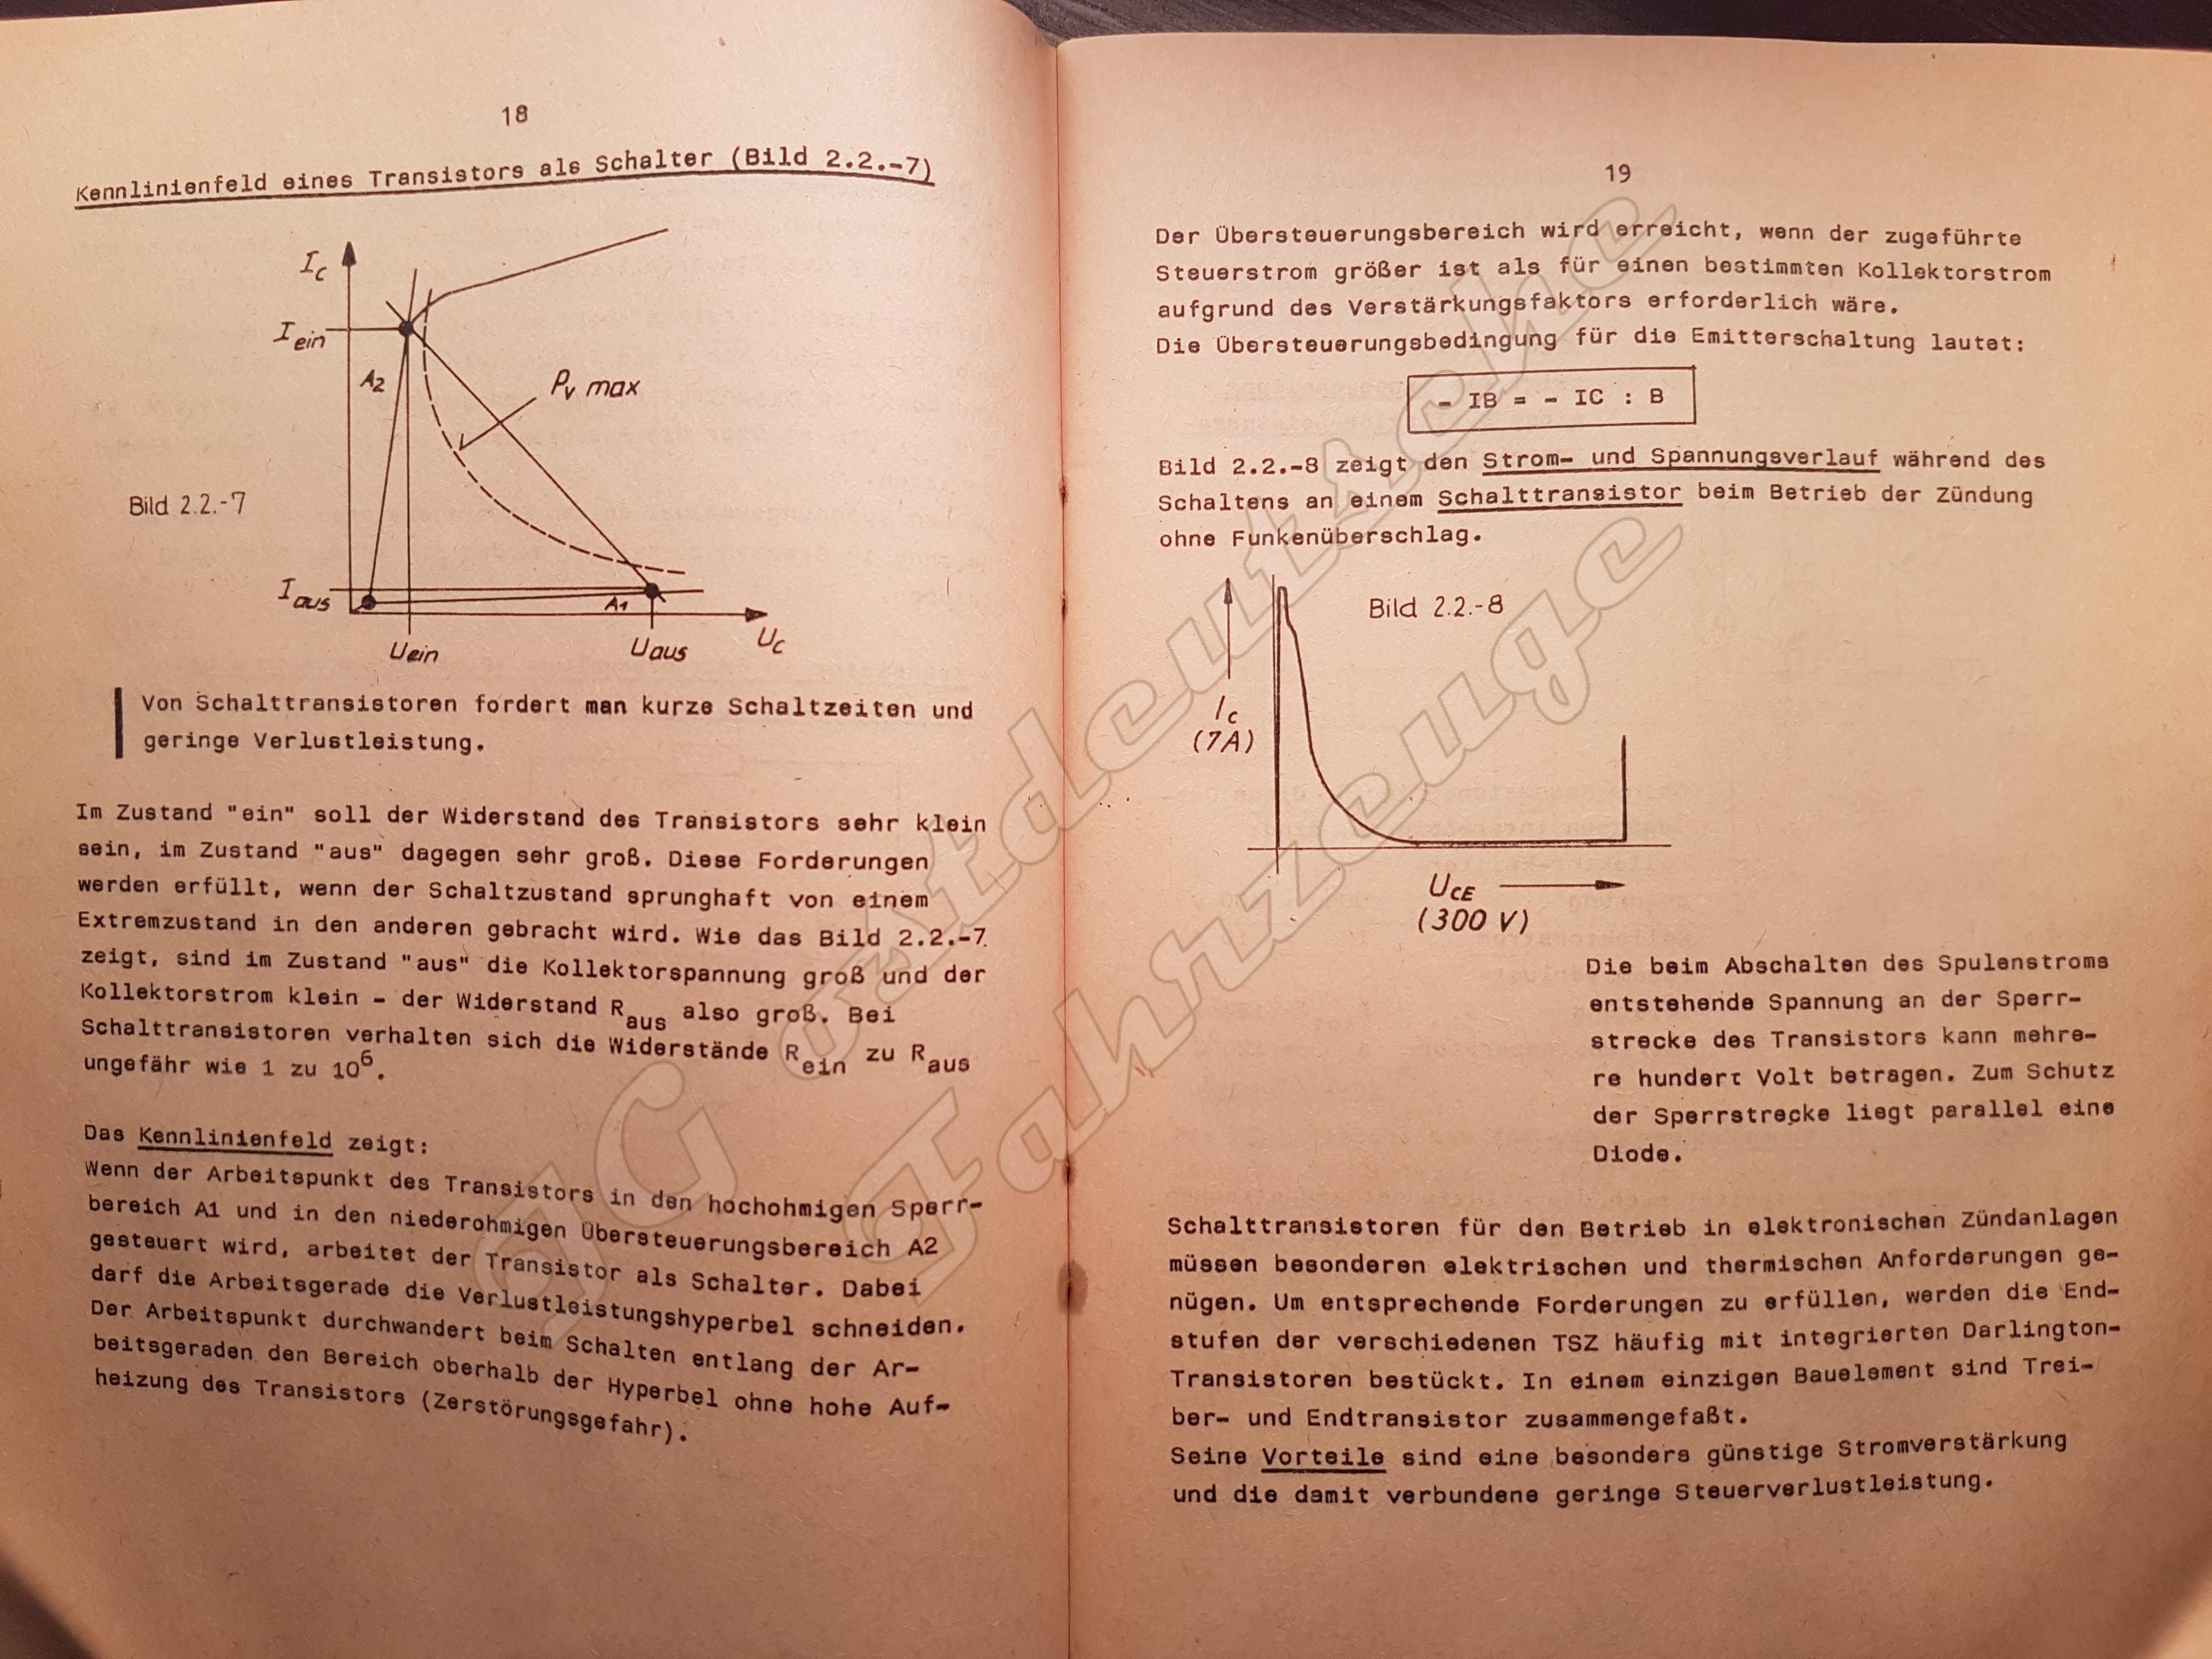 18
Kennlinienfeld eines Transistors als Schalter (Bild 2.2.-7)
I_C
I_ein
A2
P_V max
Bild 2.2.-7
I_aus
A1
U_ein
U_aus
U_C
Von Schalttransistoren fordert man kurze Schaltzeiten und
geringe Verlustleistung.
Im Zustand "ein" soll der Widerstand des Transistors sehr klein
sein, im Zustand "aus" dagegen sehr groß. Diese Forderungen
werden erfüllt, wenn der Schaltzustand sprunghaft von einem
Extremzustand in den anderen gebracht wird. Wie das Bild 2.2.-7
zeigt, sind im Zustand "aus" die Kollektorspannung groß und der
Kollektorstrom klein - der Widerstand R_aus also groß. Bei
Schalttransistoren verhalten sich die Widerstände R_ein zu R_aus
ungefähr wie 1 zu 10⁶.
Das Kennlinienfeld zeigt:
Wenn der Arbeitspunkt des Transistors in den hochohmigen Sperr-
bereich A1 und in den niederohmigen Übersteuerungsbereich A2
gesteuert wird, arbeitet der Transistor als Schalter. Dabei
darf die Arbeitsgerade die Verlustleistungshyperbel schneiden.
Der Arbeitspunkt durchwandert beim Schalten entlang der Ar-
beitsgeraden den Bereich oberhalb der Hyperbel ohne hohe Auf-
heizung des Transistors (Zerstörungsgefahr).
19
Der Übersteuerungsbereich wird erreicht, wenn der zugeführte
Steuerstrom größer ist als für einen bestimmten Kollektorstrom
aufgrund des Verstärkungsfaktors erforderlich wäre.
Die Übersteuerungsbedingung für die Emitterschaltung lautet:
- IB = - IC : B
Bild 2.2.-8 zeigt den Strom- und Spannungsverlauf während des
Schaltens an einem Schalttransistor beim Betrieb der Zündung
ohne Funkenüberschlag.
Bild 2.2.-8
I_C
(7A)
U_CE
(300 V)
Die beim Abschalten des Spulenstroms
entstehende Spannung an der Sperr-
strecke des Transistors kann mehre-
re hundert Volt betragen. Zum Schutz
der Sperrstrecke liegt parallel eine
Diode.
Schalttransistoren für den Betrieb in elektronischen Zündanlagen
müssen besonderen elektrischen und thermischen Anforderungen ge-
nügen. Um entsprechende Forderungen zu erfüllen, werden die End-
stufen der verschiedenen TSZ häufig mit integrierten Darlington-
Transistoren bestückt. In einem einzigen Bauelement sind Trei-
ber- und Endtransistor zusammengefaßt.
Seine Vorteile sind eine besonders günstige Stromverstärkung
und die damit verbundene geringe Steuerverlustleistung.
IG Ostdeutsche
Fahrzeuge